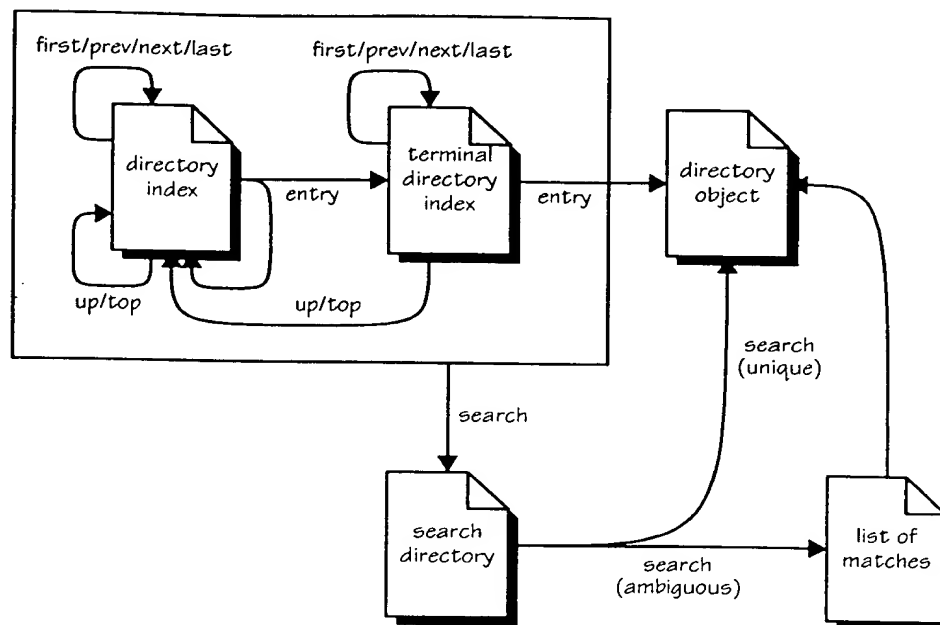 first/prev/next/last
first/prev/next/last
directory
index
terminal
directory
index
directory
object
entry
entry
up/top
up/top
search
(unique)
search
search
directory
list of
matches
search
(ambiguous)